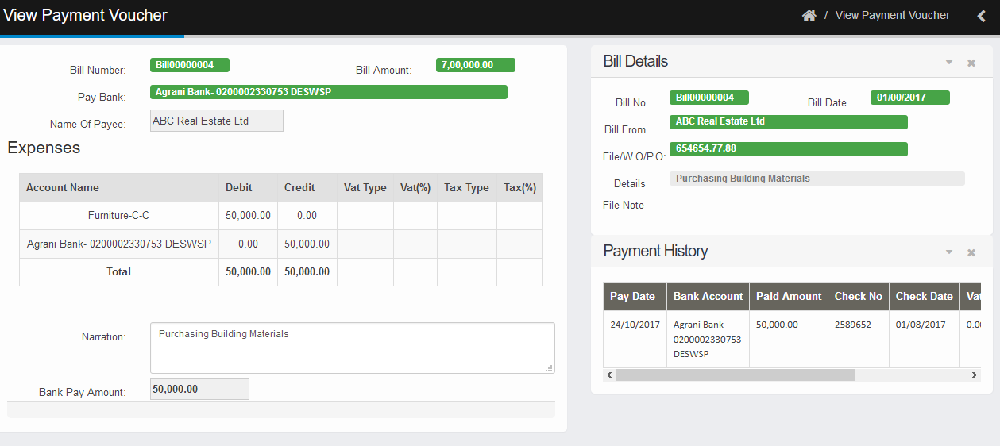 View Payment Voucher
/ View Payment Voucher
Bill Number: Bill00000004 Bill Amount: 7,00,000.00
Pay Bank: Agrani Bank- 0200002330753 DESWSP
Name Of Payee: ABC Real Estate Ltd
Expenses
Account Name Debit Credit Vat Type Vat(%) Tax Type Tax(%)
Furniture-C-C 50,000.00 0.00
Agrani Bank- 0200002330753 DESWSP 0.00 50,000.00
Total 50,000.00 50,000.00
Narration: Purchasing Building Materials
Bank Pay Amount: 50,000.00
Bill Details
Bill No Bill00000004 Bill Date 01/00/2017
Bill From ABC Real Estate Ltd
File/W.O/P.O: 654654.77.88
Details Purchasing Building Materials
File Note
Payment History
Pay Date Bank Account Paid Amount Check No Check Date Vat
24/10/2017 Agrani Bank- 50,000.00 2589652 01/08/2017 0.00
0200002330753
DESWSP